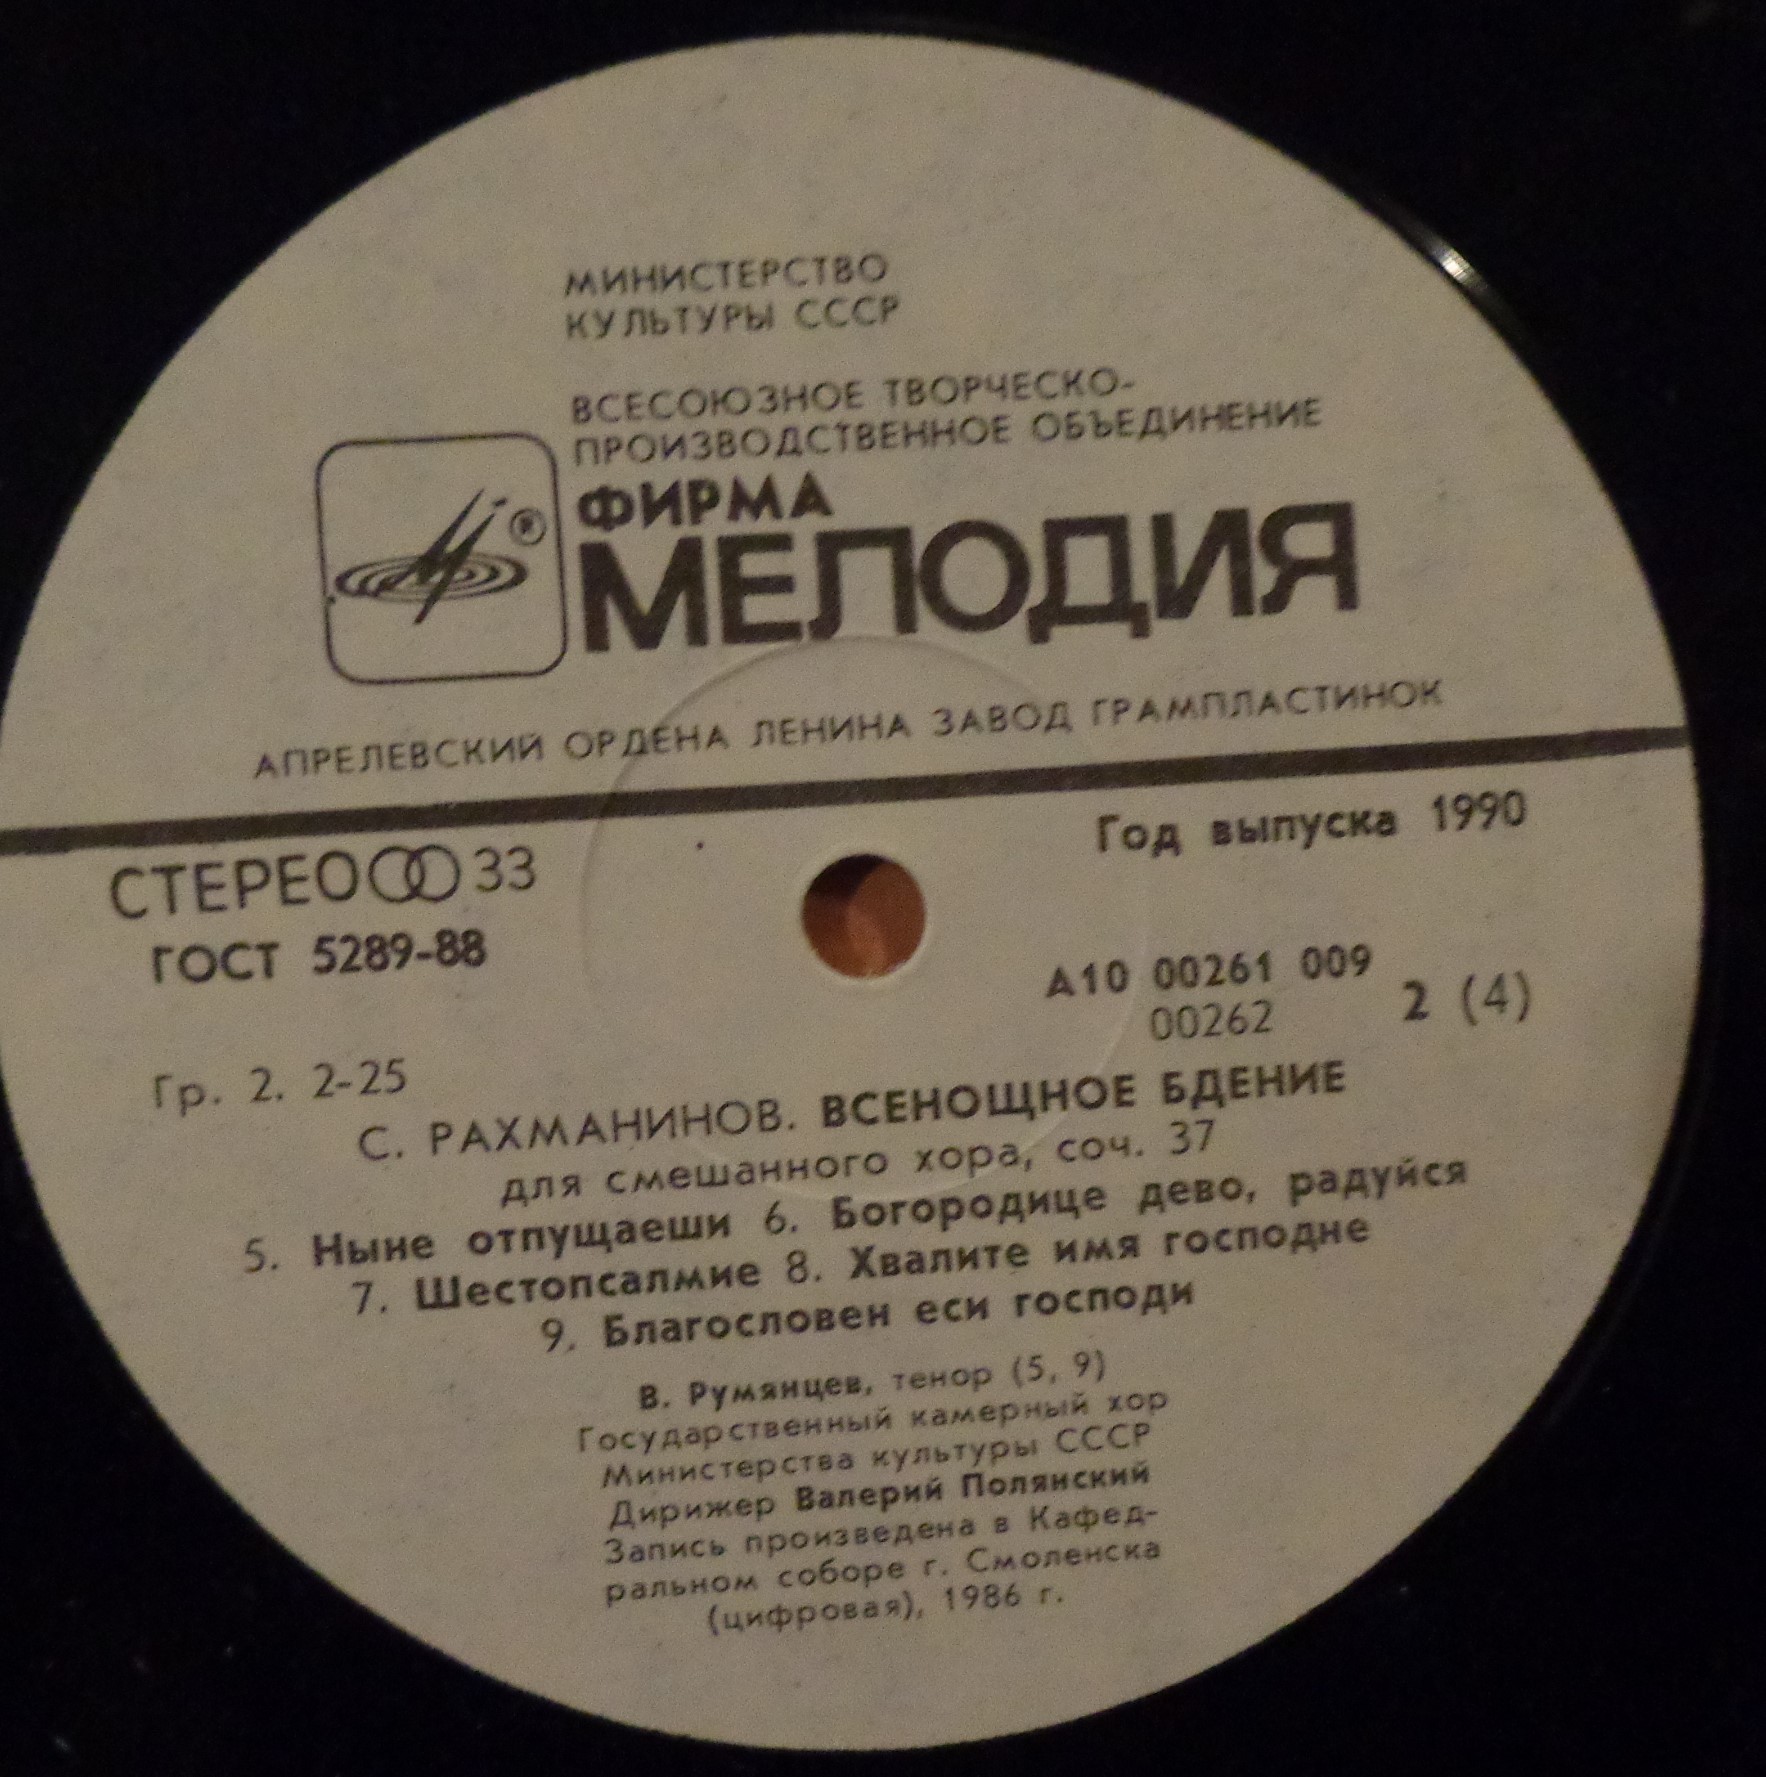 МИНИСТЕРСТВО
КУЛЬТУРЫ СССР
ВСЕСОЮЗНОЕ ТВОРЧЕСКО-
ПРОИЗВОДСТВЕННОЕ ОБЪЕДИНЕНИЕ
®
ФИРМА
МЕЛОДИЯ
АПРЕЛЕВСКИЙ ОРДЕНА ЛЕНИНА ЗАВОД ГРАМПЛАСТИНОК
СТЕРЕО 33
Год выпуска 1990
ГОСТ 5289-88
А10 00261 009
00262
2 (4)
Гр. 2. 2-25
С. РАХМАНИНОВ. ВСЕНОЩНОЕ БДЕНИЕ
для смешанного хора, соч. 37
5. Ныне отпущаеши 6. Богородице дево, радуйся
7. Шестопсалмие 8. Хвалите имя господне
9. Благословен еси господи
В. Румянцев, тенор (5, 9)
Государственный камерный хор
Министерства культуры СССР
Дирижер Валерий Полянский
Запись произведена в Кафед-
ральном соборе г. Смоленска
(цифровая), 1986 г.